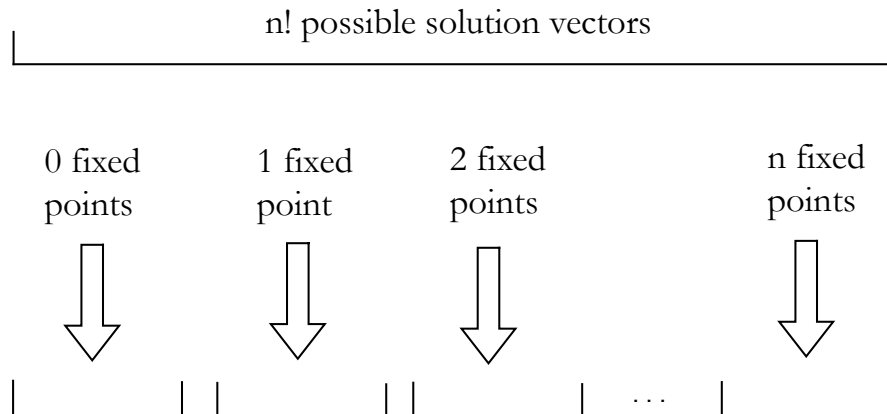 n! possible solution vectors
0 fixed points
1 fixed point
2 fixed points
n fixed points
. . .